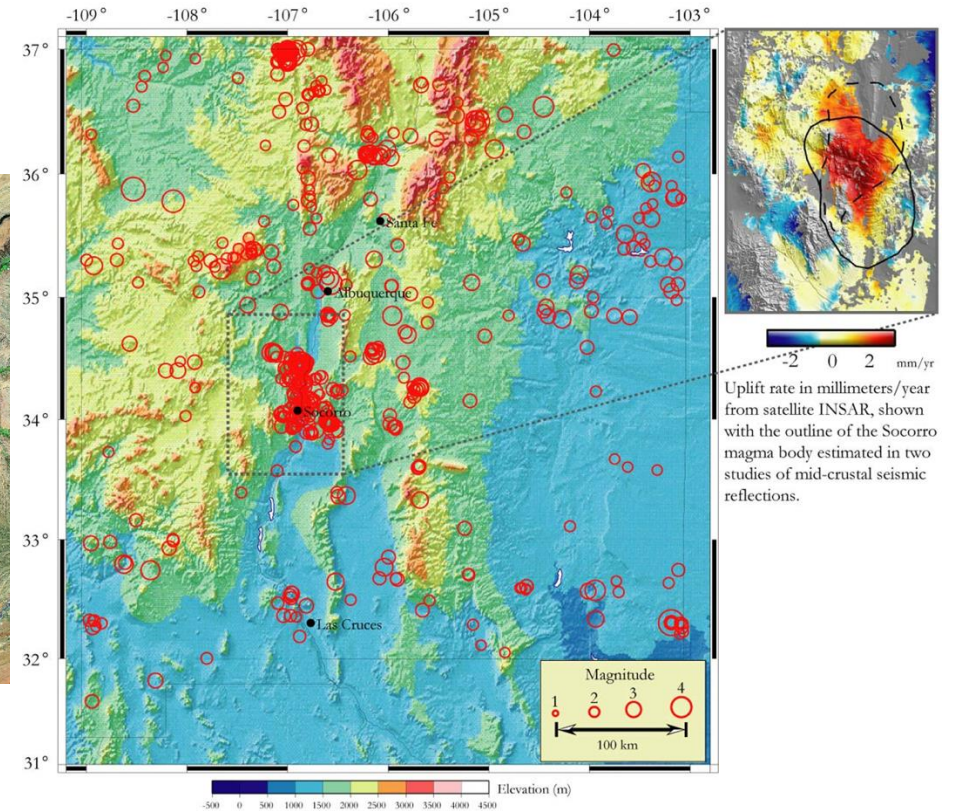 -109° -108° -107° -106° -105° -104° -103°
37°
36°
35°
34°
33°
32°
31°
Santa Fe
Albuquerque
Socorro
Las Cruces
Magnitude
1 2 3 4
100 km
-500 0 500 1000 1500 2000 2500 3000 3500 4000 4500
Elevation (m)
-2 0 2 mm/yr
Uplift rate in millimeters/year
from satellite INSAR, shown
with the outline of the Socorro
magma body estimated in two
studies of mid-crustal seismic
reflections.